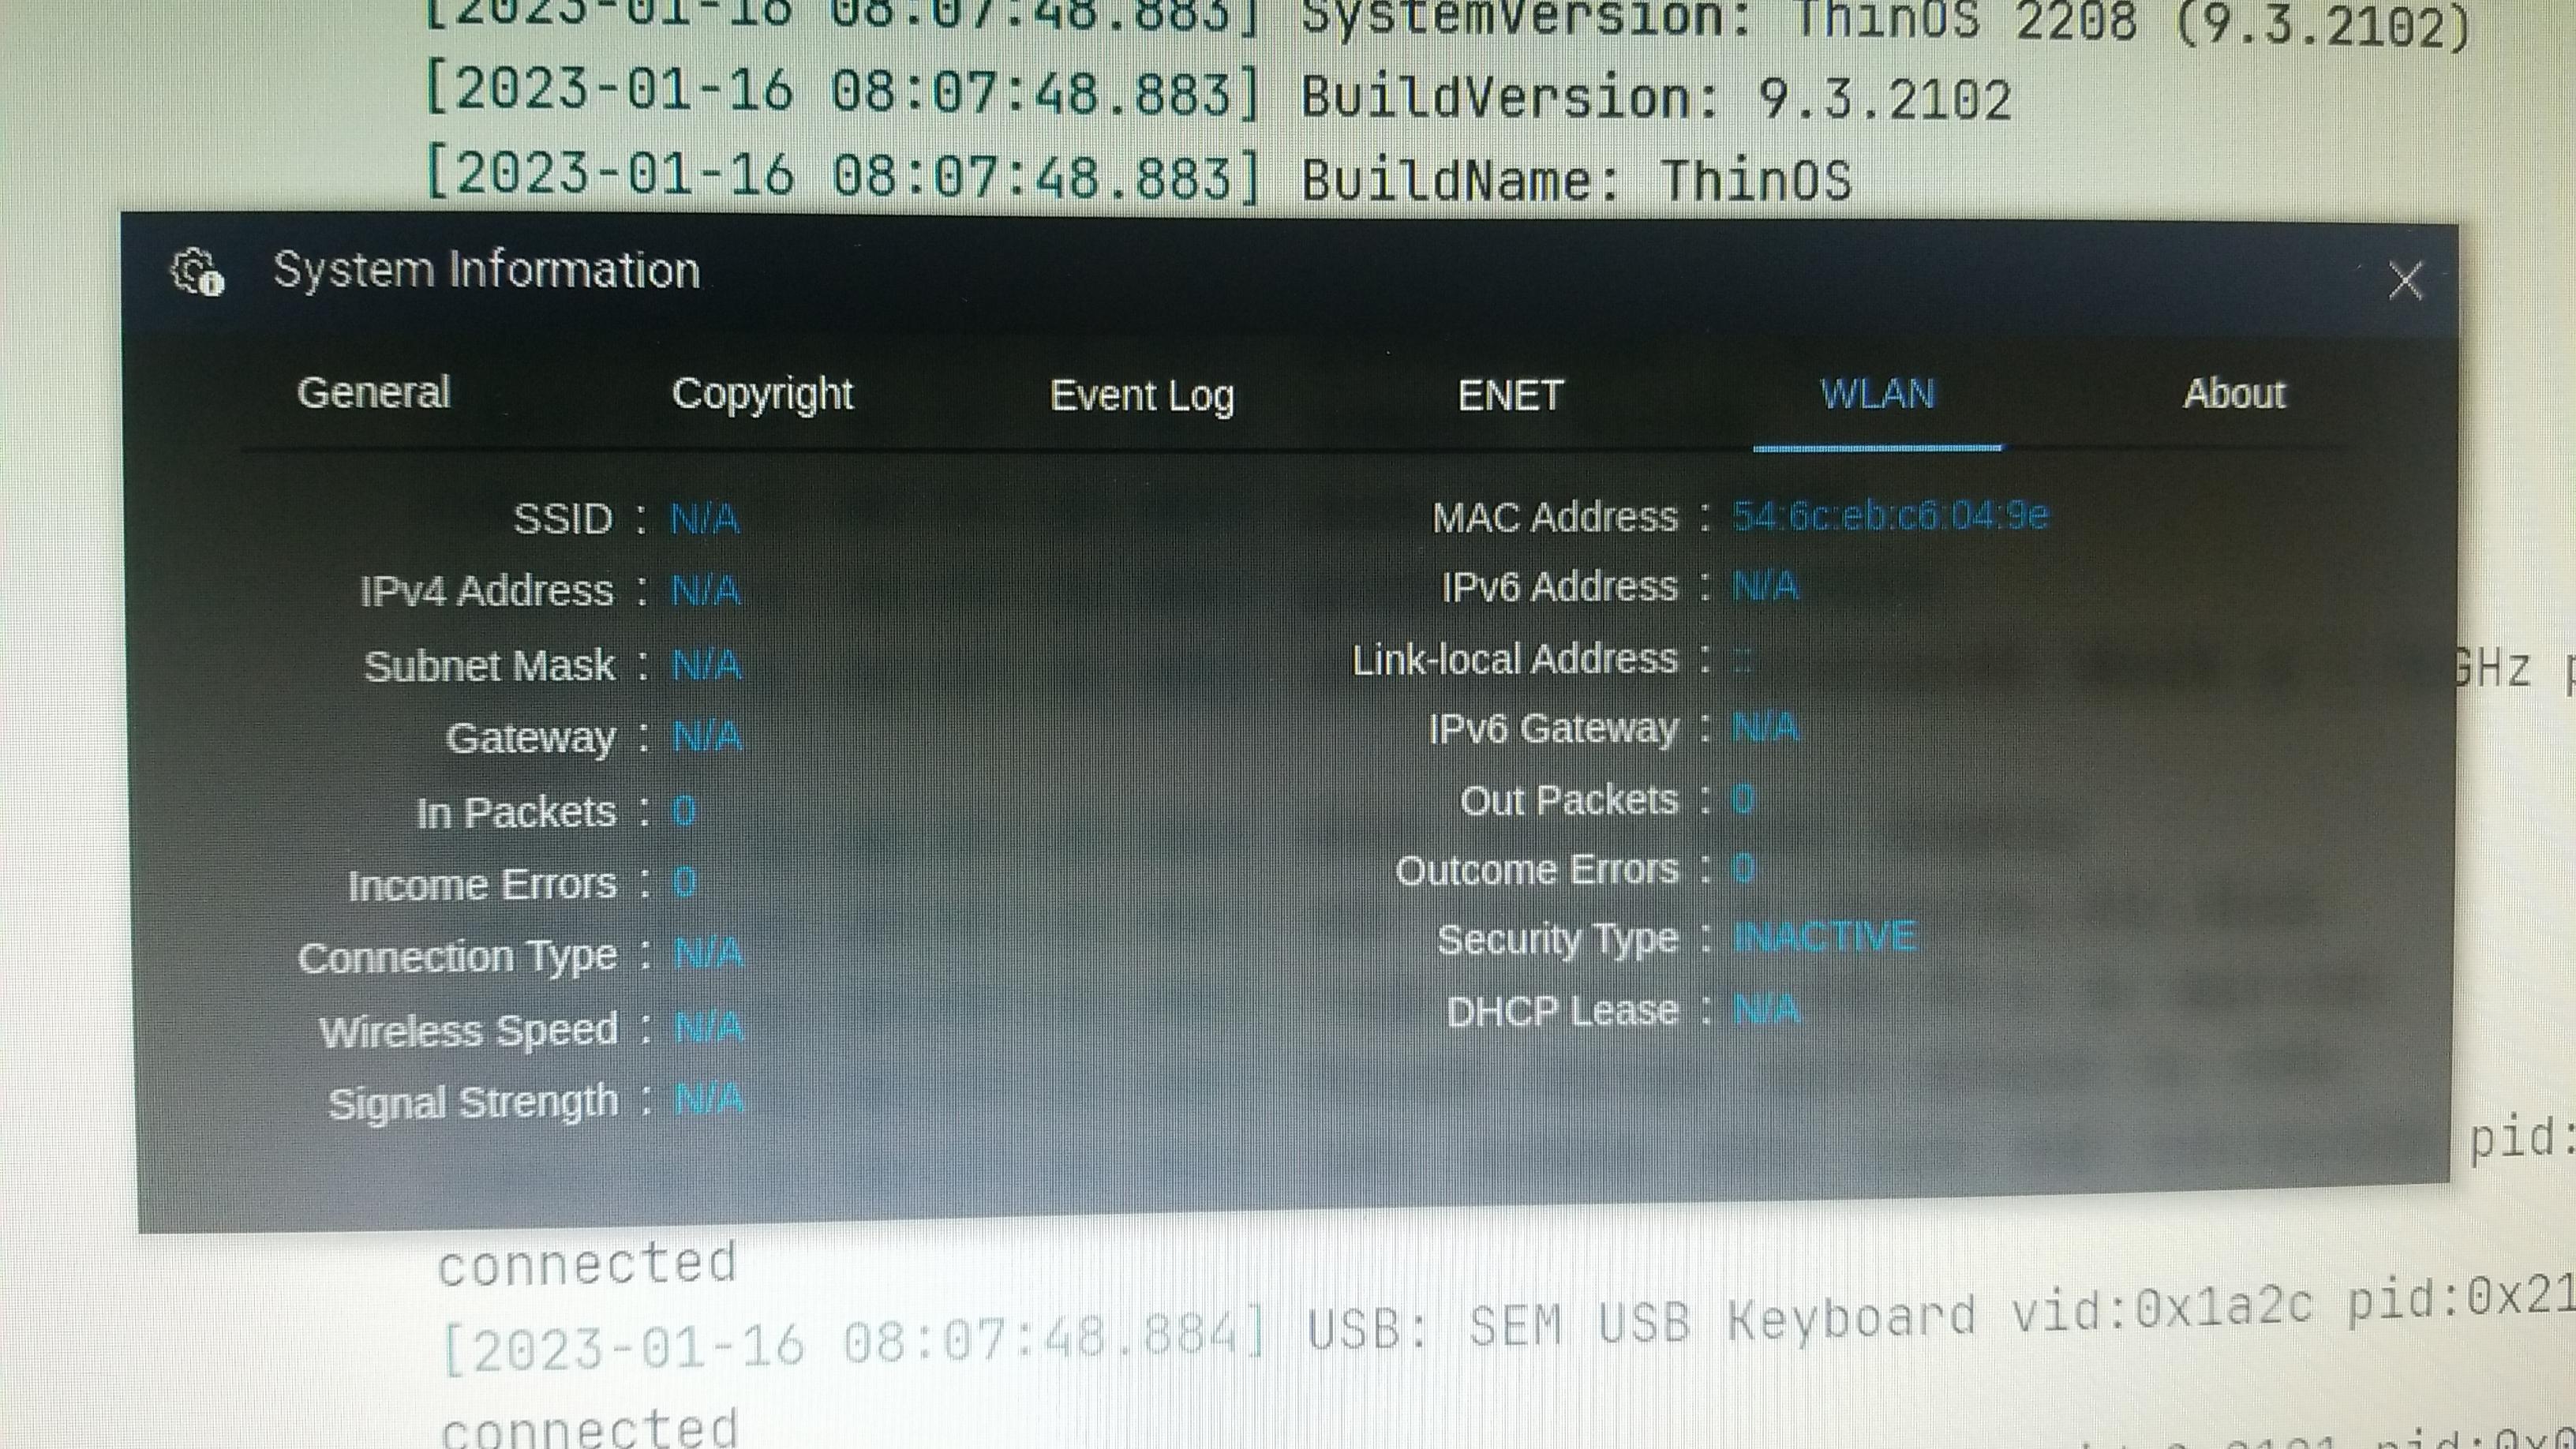 [2023-01-16 08:07:48.883] SystemVersion: ThinOS 2208 (9.3.2102)
[2023-01-16 08:07:48.883] BuildVersion: 9.3.2102
[2023-01-16 08:07:48.883] BuildName: ThinOS
System Information
General Copyright Event Log ENET WLAN About
SSID : N/A
IPv4 Address : N/A
Subnet Mask : N/A
Gateway : N/A
In Packets : 0
Income Errors : 0
Connection Type : N/A
Wireless Speed : N/A
Signal Strength : N/A
MAC Address : 54:6c:eb:c6:04:9e
IPv6 Address : N/A
Link-local Address : ::
IPv6 Gateway : N/A
Out Packets : 0
Outcome Errors : 0
Security Type : INACTIVE
DHCP Lease : N/A
GHz
pid:
connected
[2023-01-16 08:07:48.884] USB: SEM USB Keyboard vid:0x1a2c pid:0x21
connected